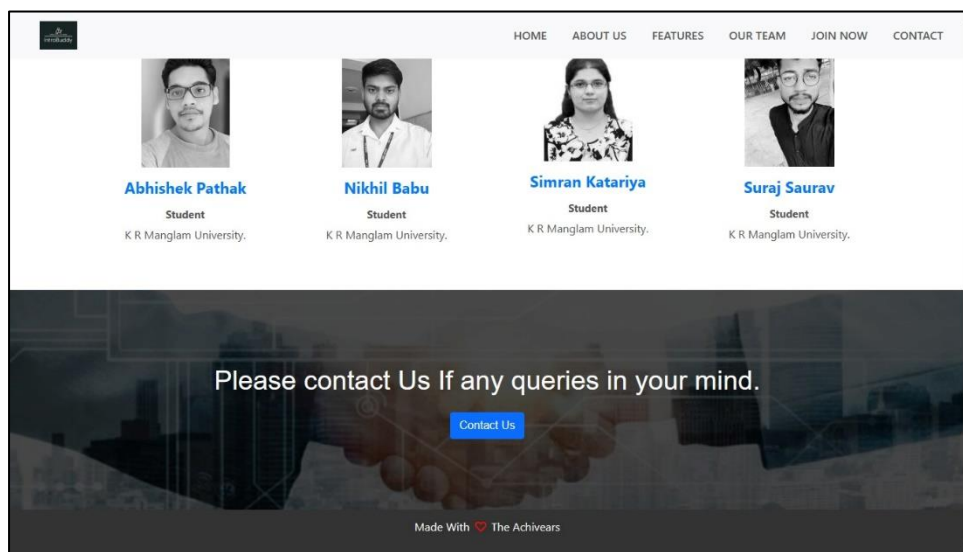 IntroBuddy
HOME ABOUT US FEATURES OUR TEAM JOIN NOW CONTACT
Abhishek Pathak Nikhil Babu Simran Katariya Suraj Saurav
Student Student Student Student
K R Manglam University. K R Manglam University. K R Manglam University. K R Manglam University.
Please contact Us If any queries in your mind.
Contact Us
Made With The Achivears